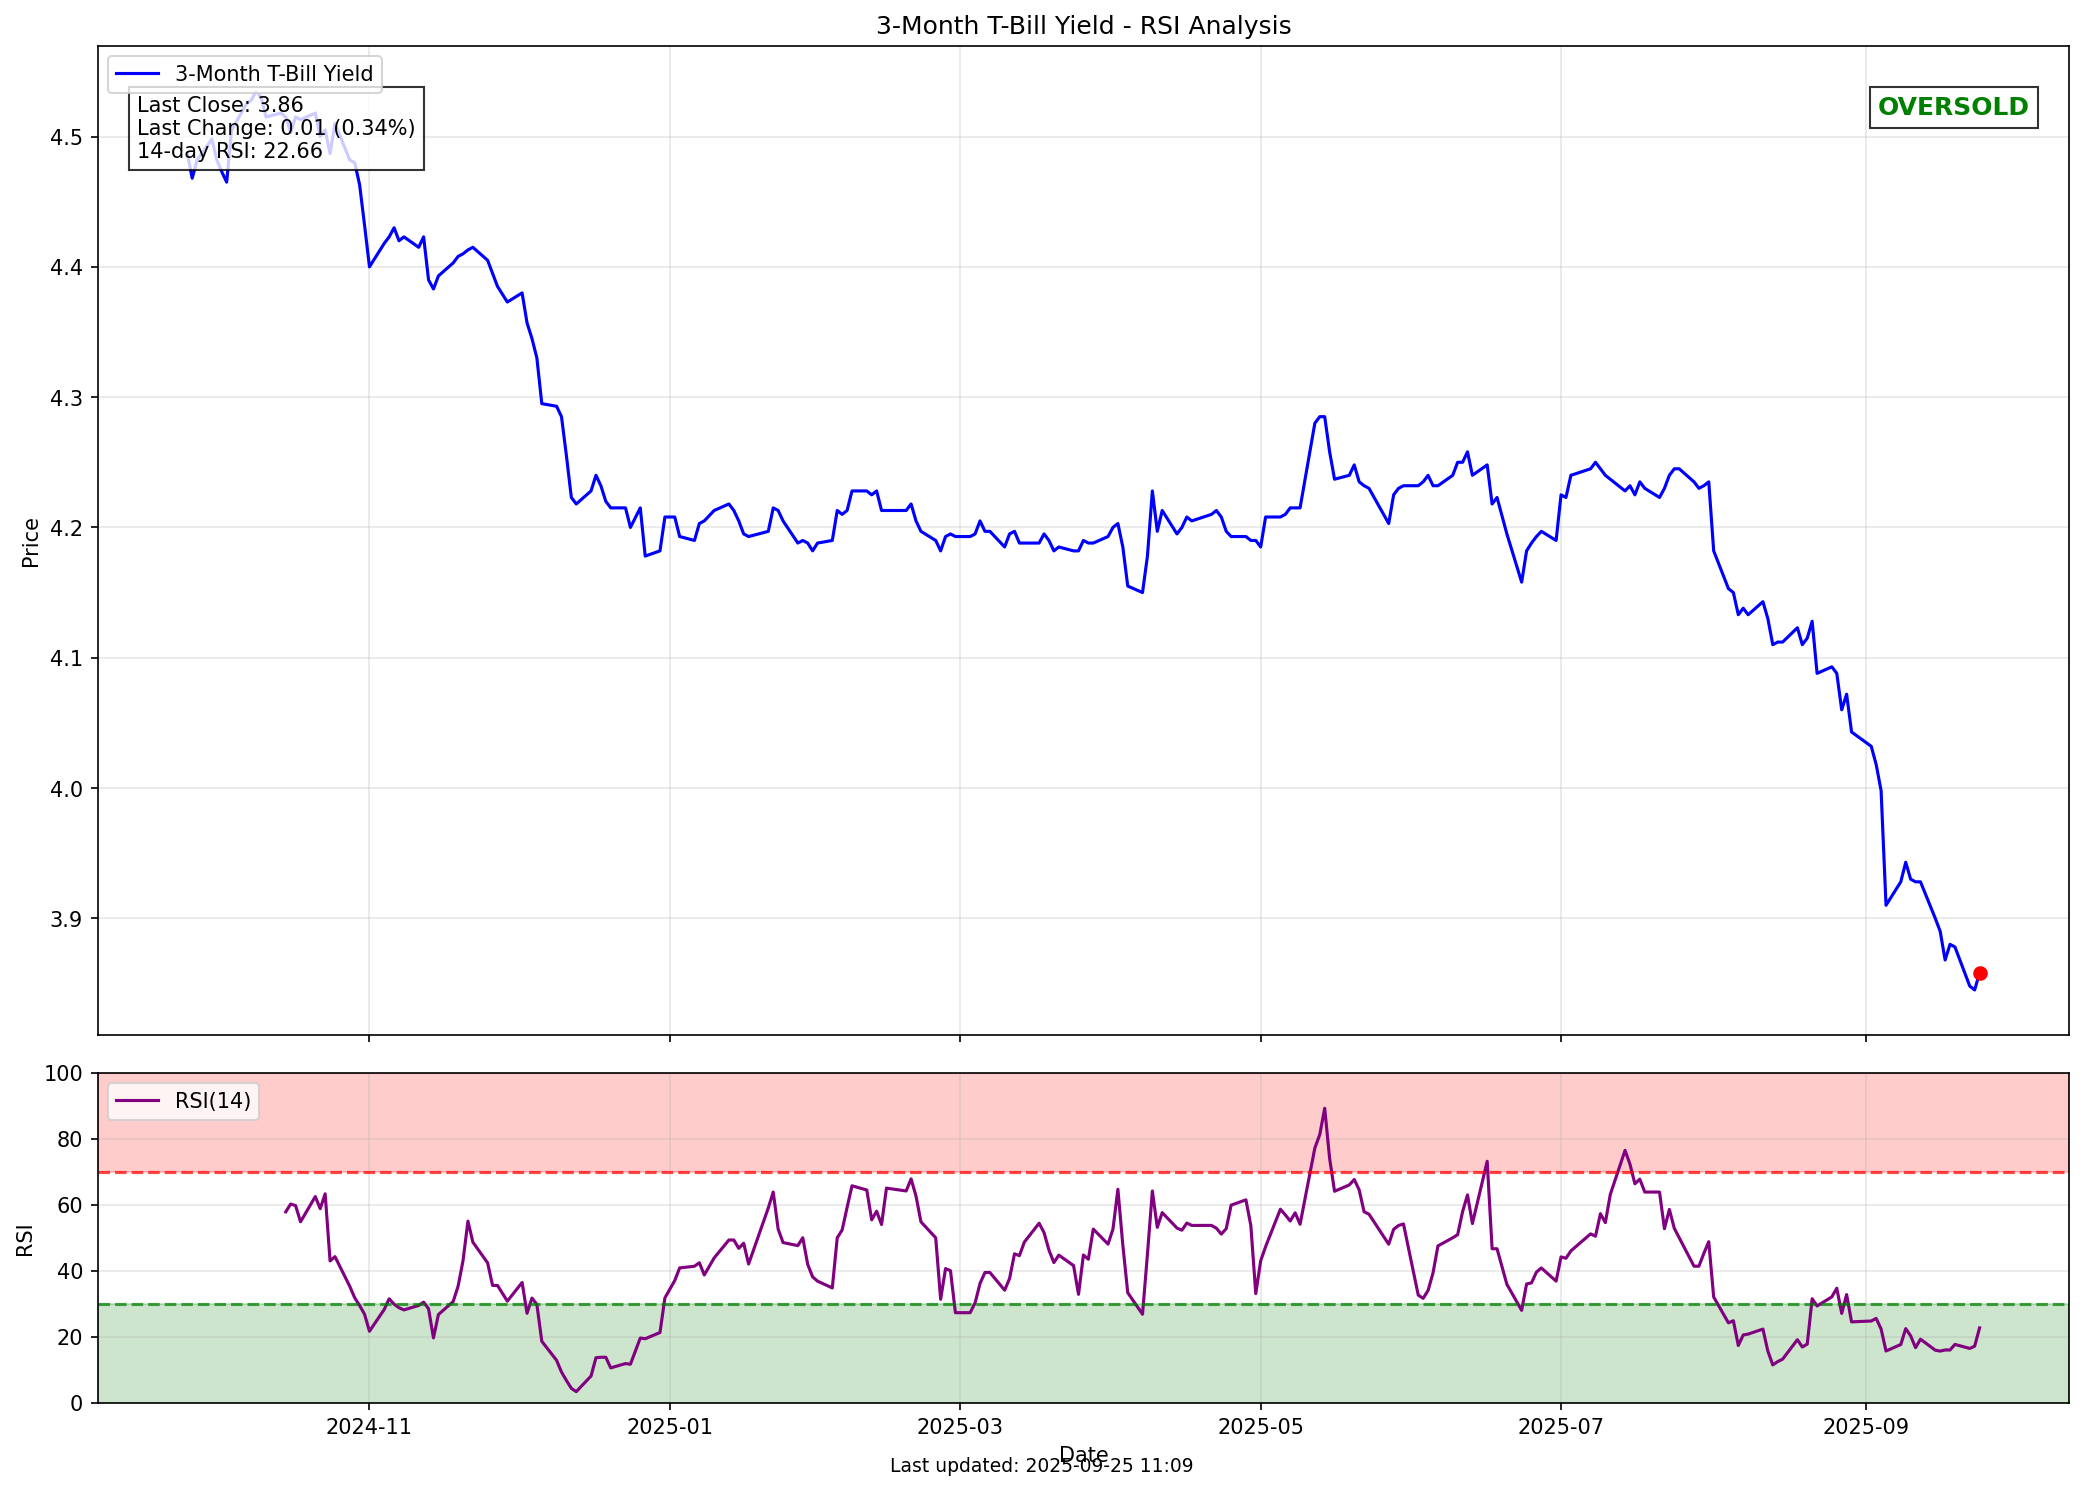 3-Month T-Bill Yield - RSI Analysis
3-Month T-Bill Yield
Last Close: 3.86
Last Change: 0.01 (0.34%)
14-day RSI: 22.66
OVERSOLD
4.5
4.4
4.3
4.2
4.1
4.0
3.9
Price
RSI(14)
100
80
60
40
20
0
RSI
2024-11
2025-01
2025-03
2025-05
2025-07
2025-09
Date
Last updated: 2025-09-25 11:09